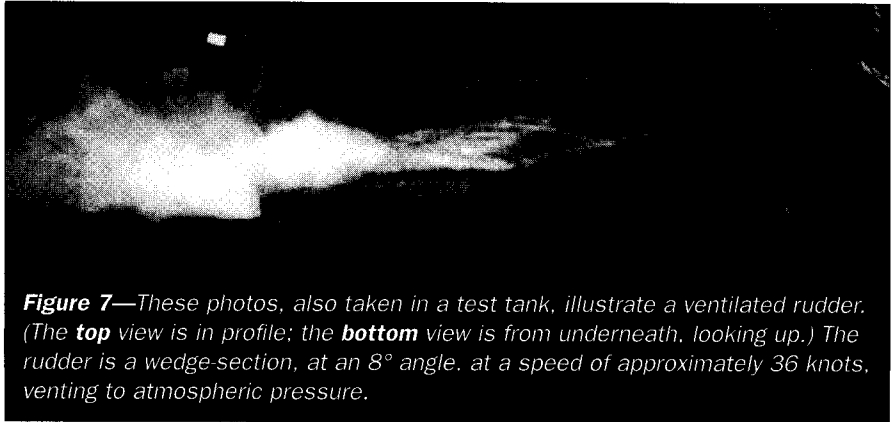 Figure 7—These photos, also taken in a test tank, illustrate a ventilated rudder.
(The top view is in profile; the bottom view is from underneath, looking up.) The
rudder is a wedge-section, at an 8° angle. at a speed of approximately 36 knots,
venting to atmospheric pressure.